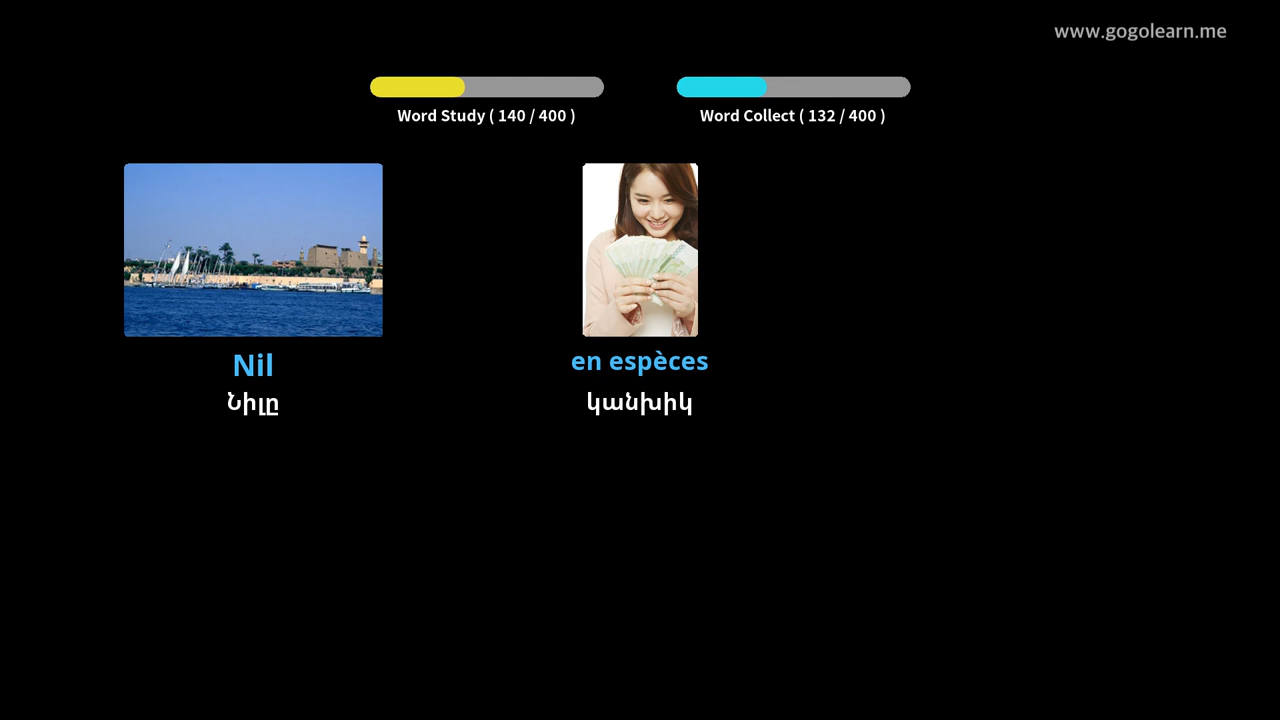 www.gogolearn.me
Word Study ( 140 / 400 )
Word Collect ( 132 / 400 )
Nil
Նիլը
en espèces
կանխիկ